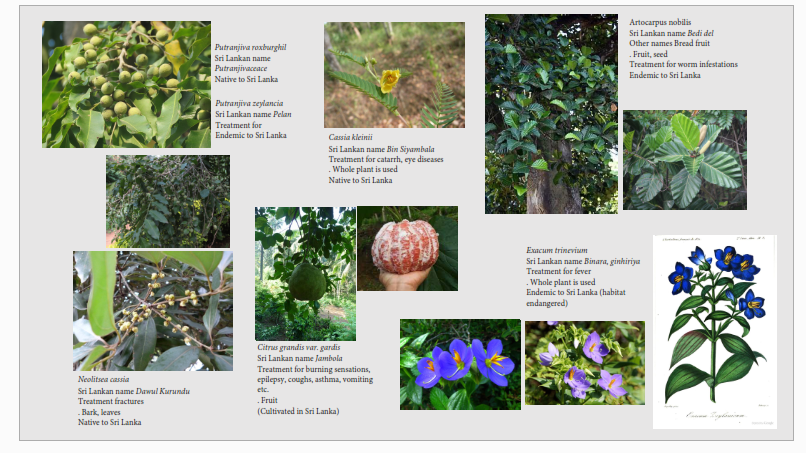 Putranjiva roxburghil
Sri Lankan name
Putranjivaceace
Native to Sri Lanka
Putranjiva zeylancia
Sri Lankan name Pelan
Treatment for
Endemic to Sri Lanka
Cassia kleinii
Sri Lankan name Bin Siyambala
Treatment for catarrh, eye diseases
. Whole plant is used
Native to Sri Lanka
Artocarpus nobilis
Sri Lankan name Bedi del
Other names Bread fruit
. Fruit, seed
Treatment for worm infestations
Endemic to Sri Lanka
Neolitsea cassia
Sri Lankan name Dawul Kurundu
Treatment fractures
. Bark, leaves
Native to Sri Lanka
Citrus grandis var. gardis
Sri Lankan name Jambola
Treatment for burning sensations,
epilepsy, coughs, asthma, vomiting
etc.
. Fruit
(Cultivated in Sri Lanka)
Exacum trinevium
Sri Lankan name Binara, ginhiriya
Treatment for fever
. Whole plant is used
Endemic to Sri Lanka (habitat
endangered)